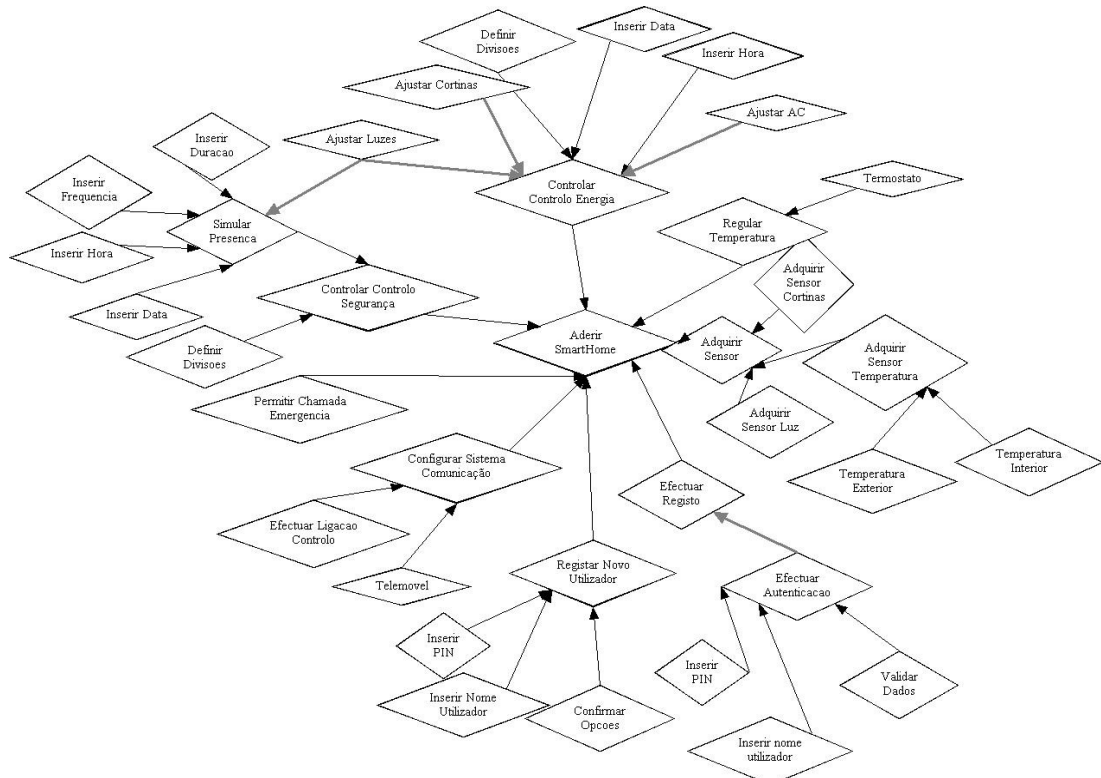 Inserir Data
Definir
Divisoes
Inserir Hora
Ajustar Cortinas
Ajustar AC
Inserir
Duracao
Ajustar Luzes
Termostato
Inserir
Frequencia
Controlar
Controlo Energia
Simular
Presenca
Regular
Temperatura
Inserir Hora
Adquirir
Sensor
Cortinas
Controlar Controlo
Segurança
Inserir Data
Aderir
SmartHome
Adquirir
Sensor
Adquirir
Sensor
Temperatura
Definir
Divisoes
Permitir Chamada
Emergencia
Adquirir
Sensor Luz
Configurar Sistema
Comunicação
Temperatura
Interior
Temperatura
Exterior
Efectuar
Registo
Efectuar Ligacao
Controlo
Registar Novo
Utilizador
Telemovel
Efectuar
Autenticacao
Inserir
PIN
Inserir
PIN
Validar
Dados
Inserir Nome
Utilizador
Confirmar
Opcoes
Inserir nome
utilizador